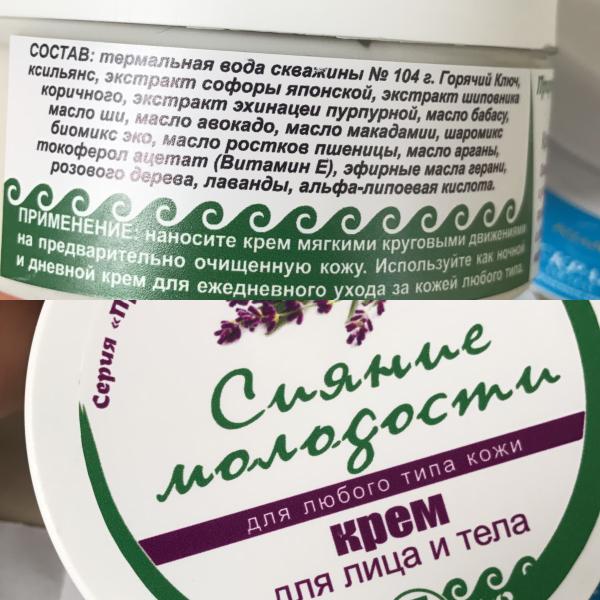 СОСТАВ: термальная вода скважины № 104 г. Горячий Ключ,
ксильянс, экстракт софоры японской, экстракт шиповника
коричного, экстракт эхинацеи пурпурной, масло бабасу,
масло ши, масло авокадо, масло макадамии, шаромикс
биомикс эко, масло ростков пшеницы, масло арганы,
токоферол ацетат (Витамин Е), эфирные масла герани,
розового дерева, лаванды, альфа-липоевая кислота.
ПРИМЕНЕНИЕ: наносите крем мягкими круговыми движениями
на предварительно очищенную кожу. Используйте как ночной
и дневной крем для ежедневного ухода за кожей любого типа.
Серия
Сияние
молодости
для любого типа кожи
крем
для лица и тела